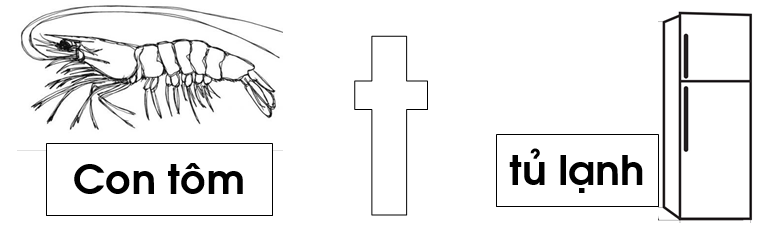 Con tôm
tủ lạnh